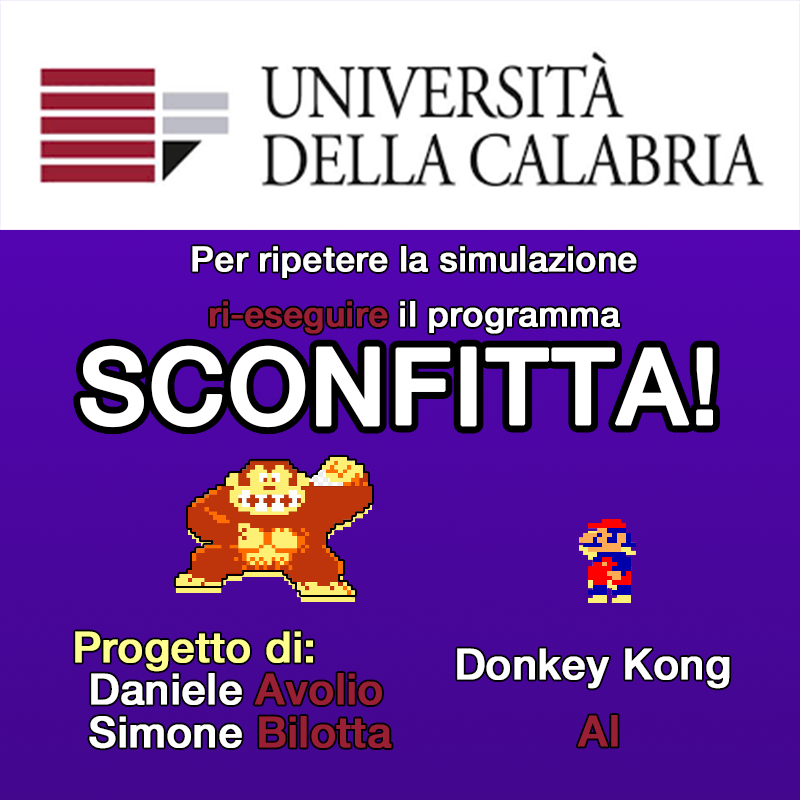 UNIVERSITÀ
DELLA CALABRIA
Per ripetere la simulazione
ri-eseguire il programma
SCONFITTA!
Progetto di:
Daniele Avolio
Simone Bilotta
Donkey Kong
AI